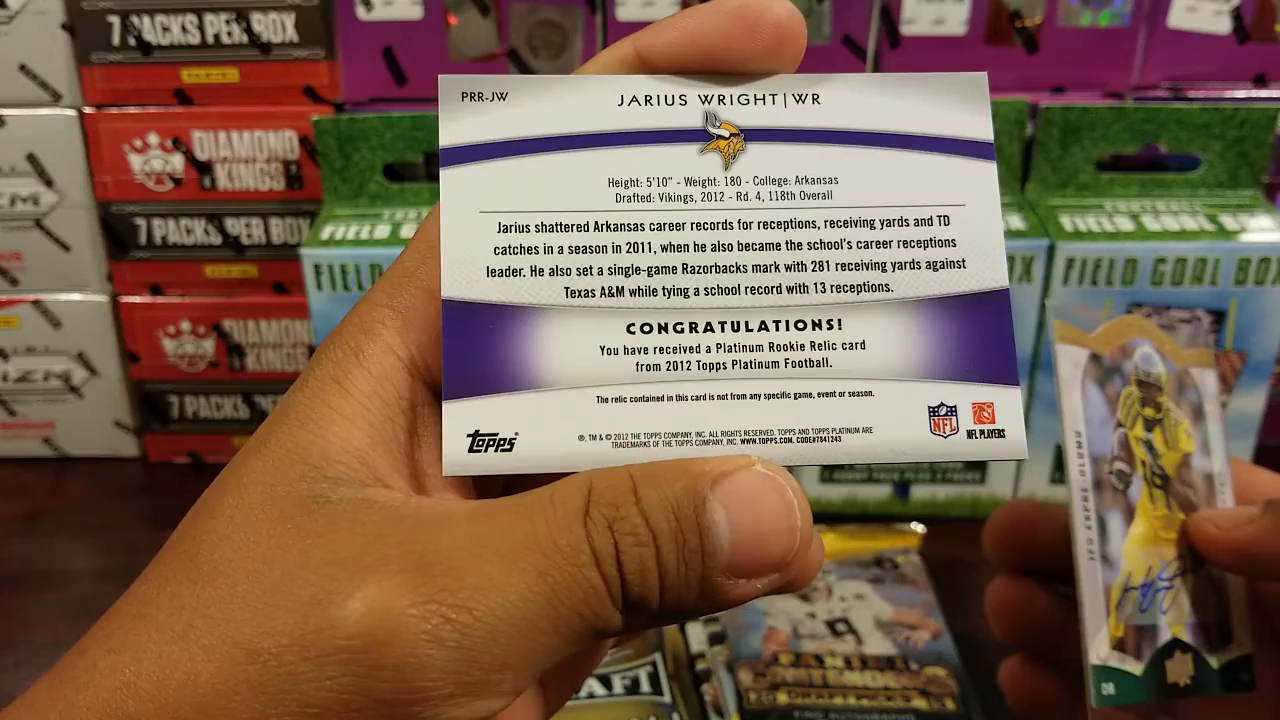 7 PACKS PER BOX
PANINI
DIAMOND
KINGS
7 PACKS PER BOX
DIAMOND
KINGS
7 PACKS
FIELD GOAL BOX
FIELD GOAL BOX
PRR-JW
JARIUS WRIGHT|WR
Height: 5'10" - Weight: 180 - College: Arkansas
Drafted: Vikings, 2012 - Rd. 4, 118th Overall
Jarius shattered Arkansas career records for receptions, receiving yards and TD
catches in a season in 2011, when he also became the school's career receptions
leader. He also set a single-game Razorbacks mark with 281 receiving yards against
Texas A&M while tying a school record with 13 receptions.
CONGRATULATIONS!
You have received a Platinum Rookie Relic card
from 2012 Topps Platinum Football.
The relic contained in this card is not from any specific game, event or season.
topps
®, TM & © 2012 THE TOPPS COMPANY, INC. ALL RIGHTS RESERVED. TOPPS AND TOPPS PLATINUM ARE
TRADEMARKS OF THE TOPPS COMPANY, INC. WWW.TOPPS.COM. CODE#7841243
NFL
NFL PLAYERS
9
PANINI
CONTENDERS